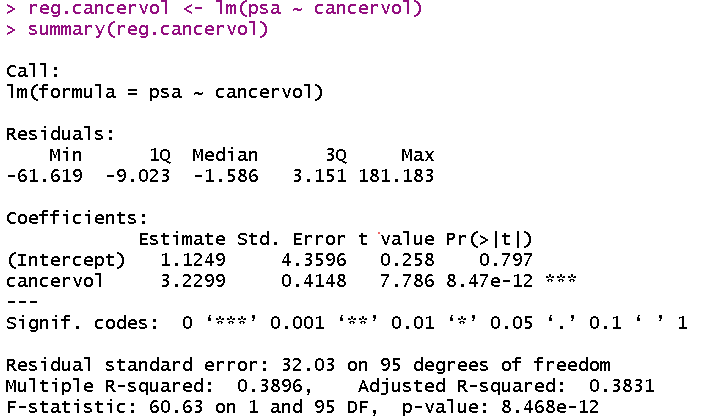 > reg.cancervol <- lm(psa ~ cancervol)
> summary(reg.cancervol)
Call:
lm(formula = psa ~ cancervol)
Residuals:
    Min      1Q  Median      3Q     Max
-61.619  -9.023  -1.586   3.151 181.183
Coefficients:
            Estimate Std. Error t value Pr(>|t|)
(Intercept)   1.1249     4.3596   0.258    0.797
cancervol     3.2299     0.4148   7.786 8.47e-12 ***
---
Signif. codes:  0 ‘***’ 0.001 ‘**’ 0.01 ‘*’ 0.05 ‘.’ 0.1 ‘ ’ 1
Residual standard error: 32.03 on 95 degrees of freedom
Multiple R-squared:  0.3896,    Adjusted R-squared:  0.3831
F-statistic: 60.63 on 1 and 95 DF,  p-value: 8.468e-12